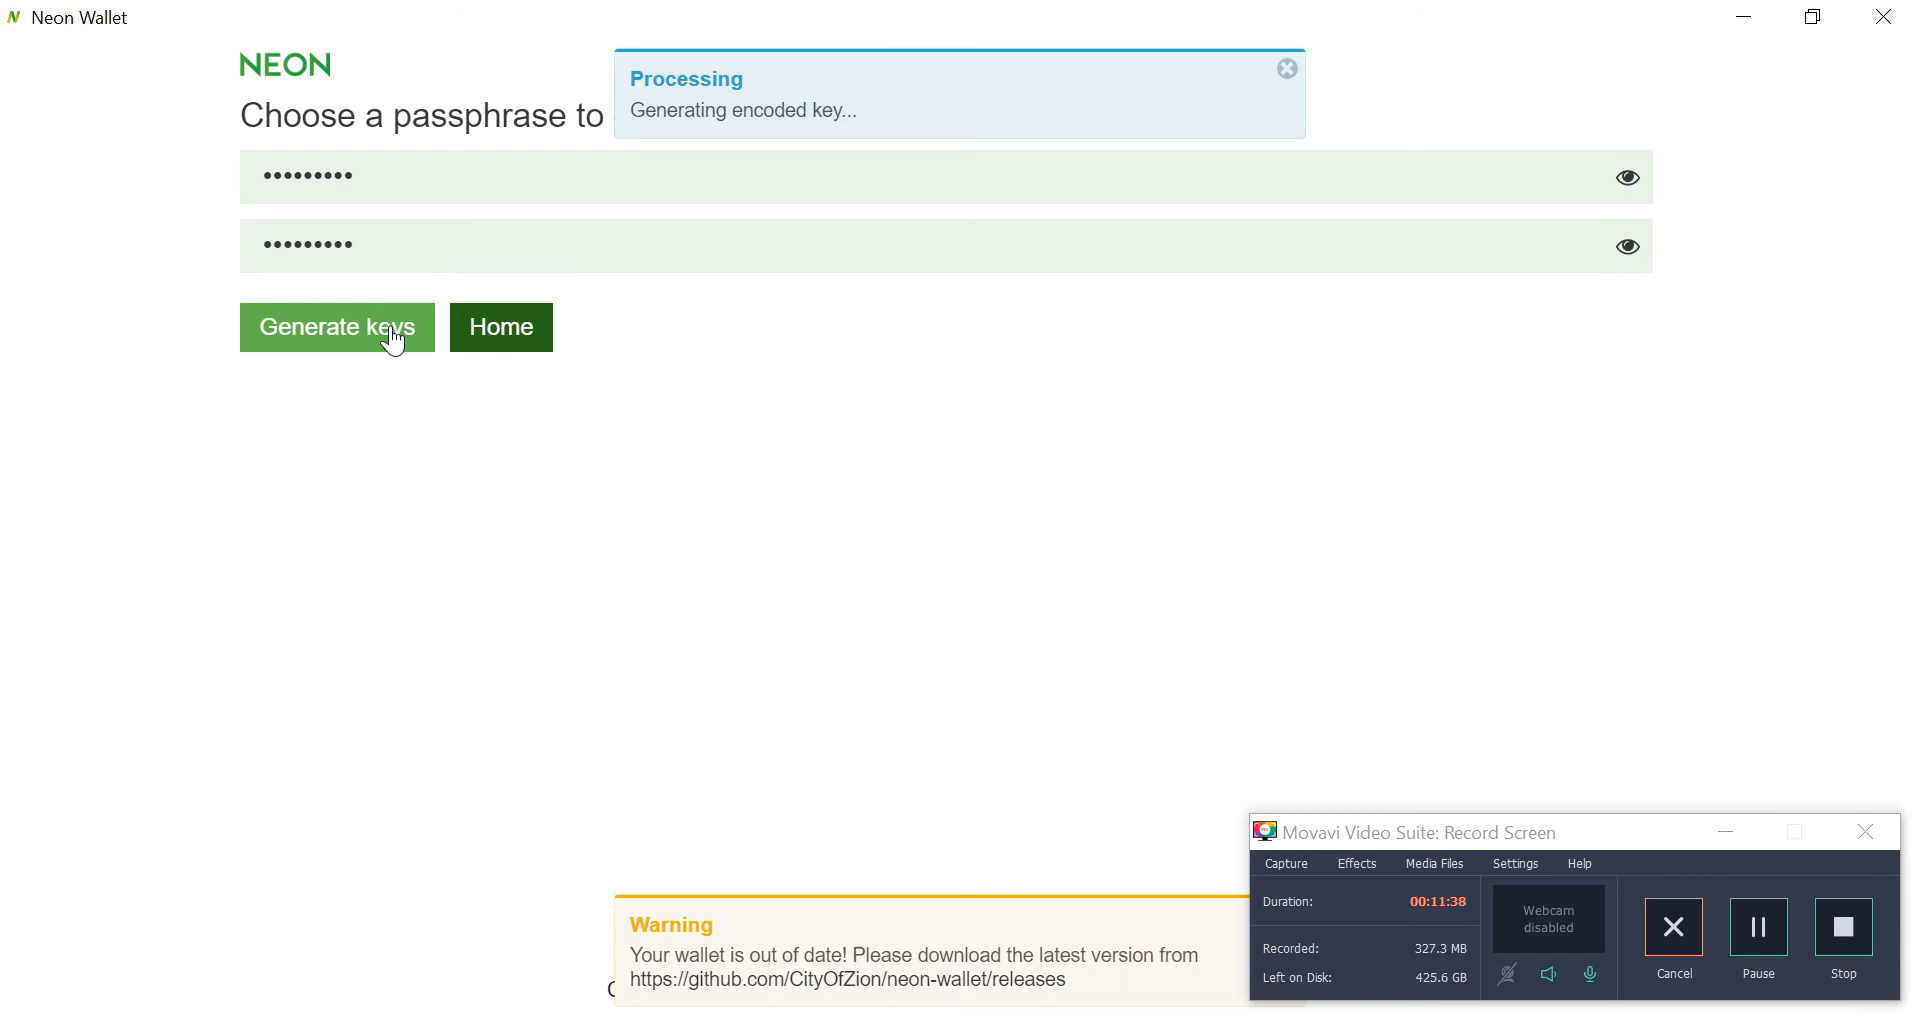 Neon Wallet
NEON
Choose a passphrase to
Processing
Generating encoded key...
•••••••••
•••••••••
Generate keys
Home
Warning
Your wallet is out of date! Please download the latest version from
https://github.com/CityOfZion/neon-wallet/releases
Movavi Video Suite: Record Screen
Capture Effects Media Files Settings Help
Duration: 00:11:38
Recorded: 327.3 MB
Left on Disk: 425.6 GB
Webcam
disabled
Cancel Pause Stop